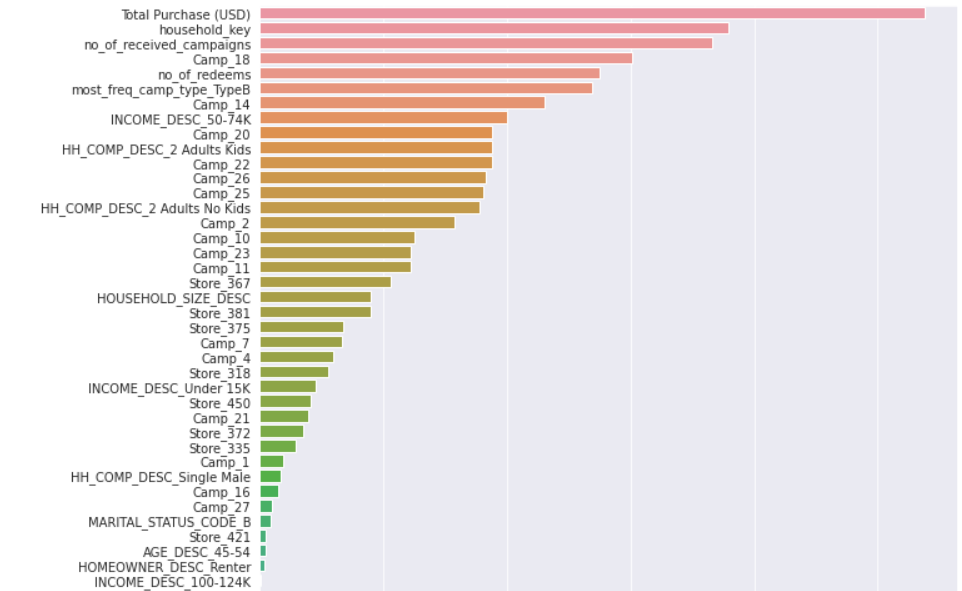 Total Purchase (USD)
household_key
no_of_received_campaigns
Camp_18
no_of_redeems
most_freq_camp_type_TypeB
Camp_14
INCOME_DESC_50-74K
Camp_20
HH_COMP_DESC_2 Adults Kids
Camp_22
Camp_26
Camp_25
HH_COMP_DESC_2 Adults No Kids
Camp_2
Camp_10
Camp_23
Camp_11
Store_367
HOUSEHOLD_SIZE_DESC
Store_381
Store_375
Camp_7
Camp_4
Store_318
INCOME_DESC_Under 15K
Store_450
Camp_21
Store_372
Store_335
Camp_1
HH_COMP_DESC_Single Male
Camp_16
Camp_27
MARITAL_STATUS_CODE_B
Store_421
AGE_DESC_45-54
HOMEOWNER_DESC_Renter
INCOME_DESC_100-124K